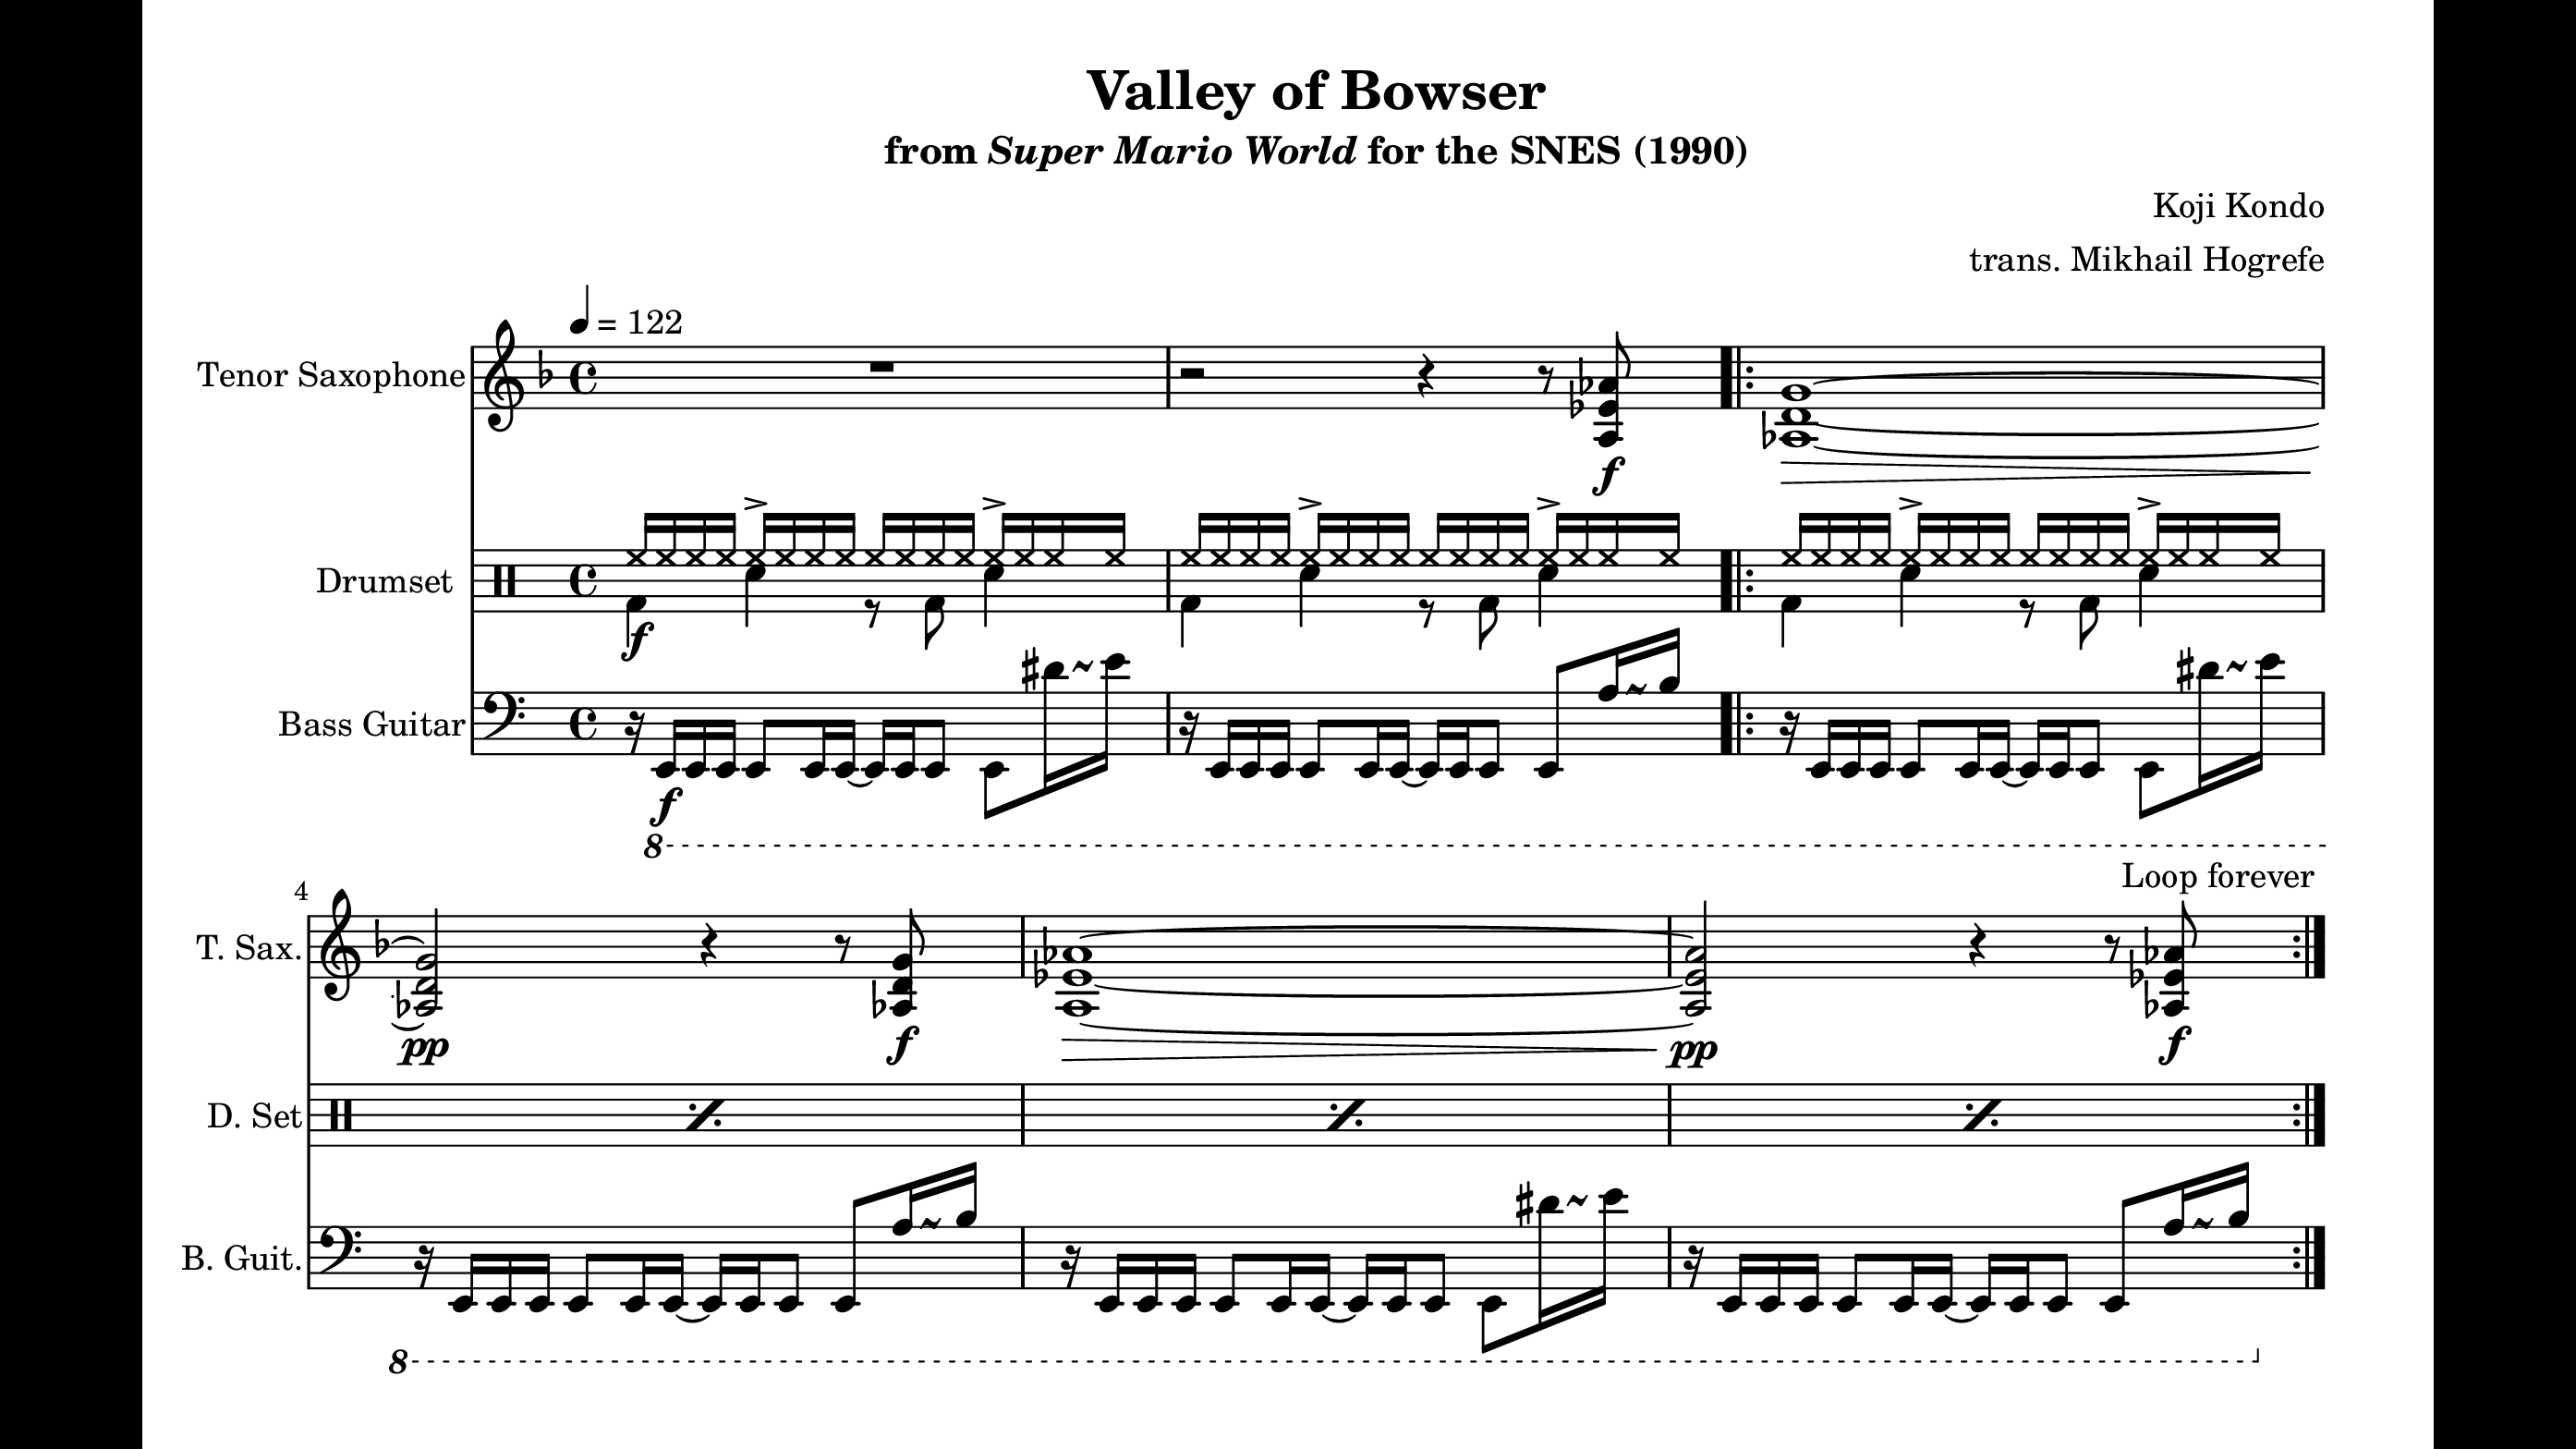 Valley of Bowser
from Super Mario World for the SNES (1990)
Koji Kondo
trans. Mikhail Hogrefe
= 122
Tenor Saxophone
f
Drumset
f
Bass Guitar
f
8
Loop forever
4
T. Sax.
pp f pp f
D. Set
B. Guit.
8